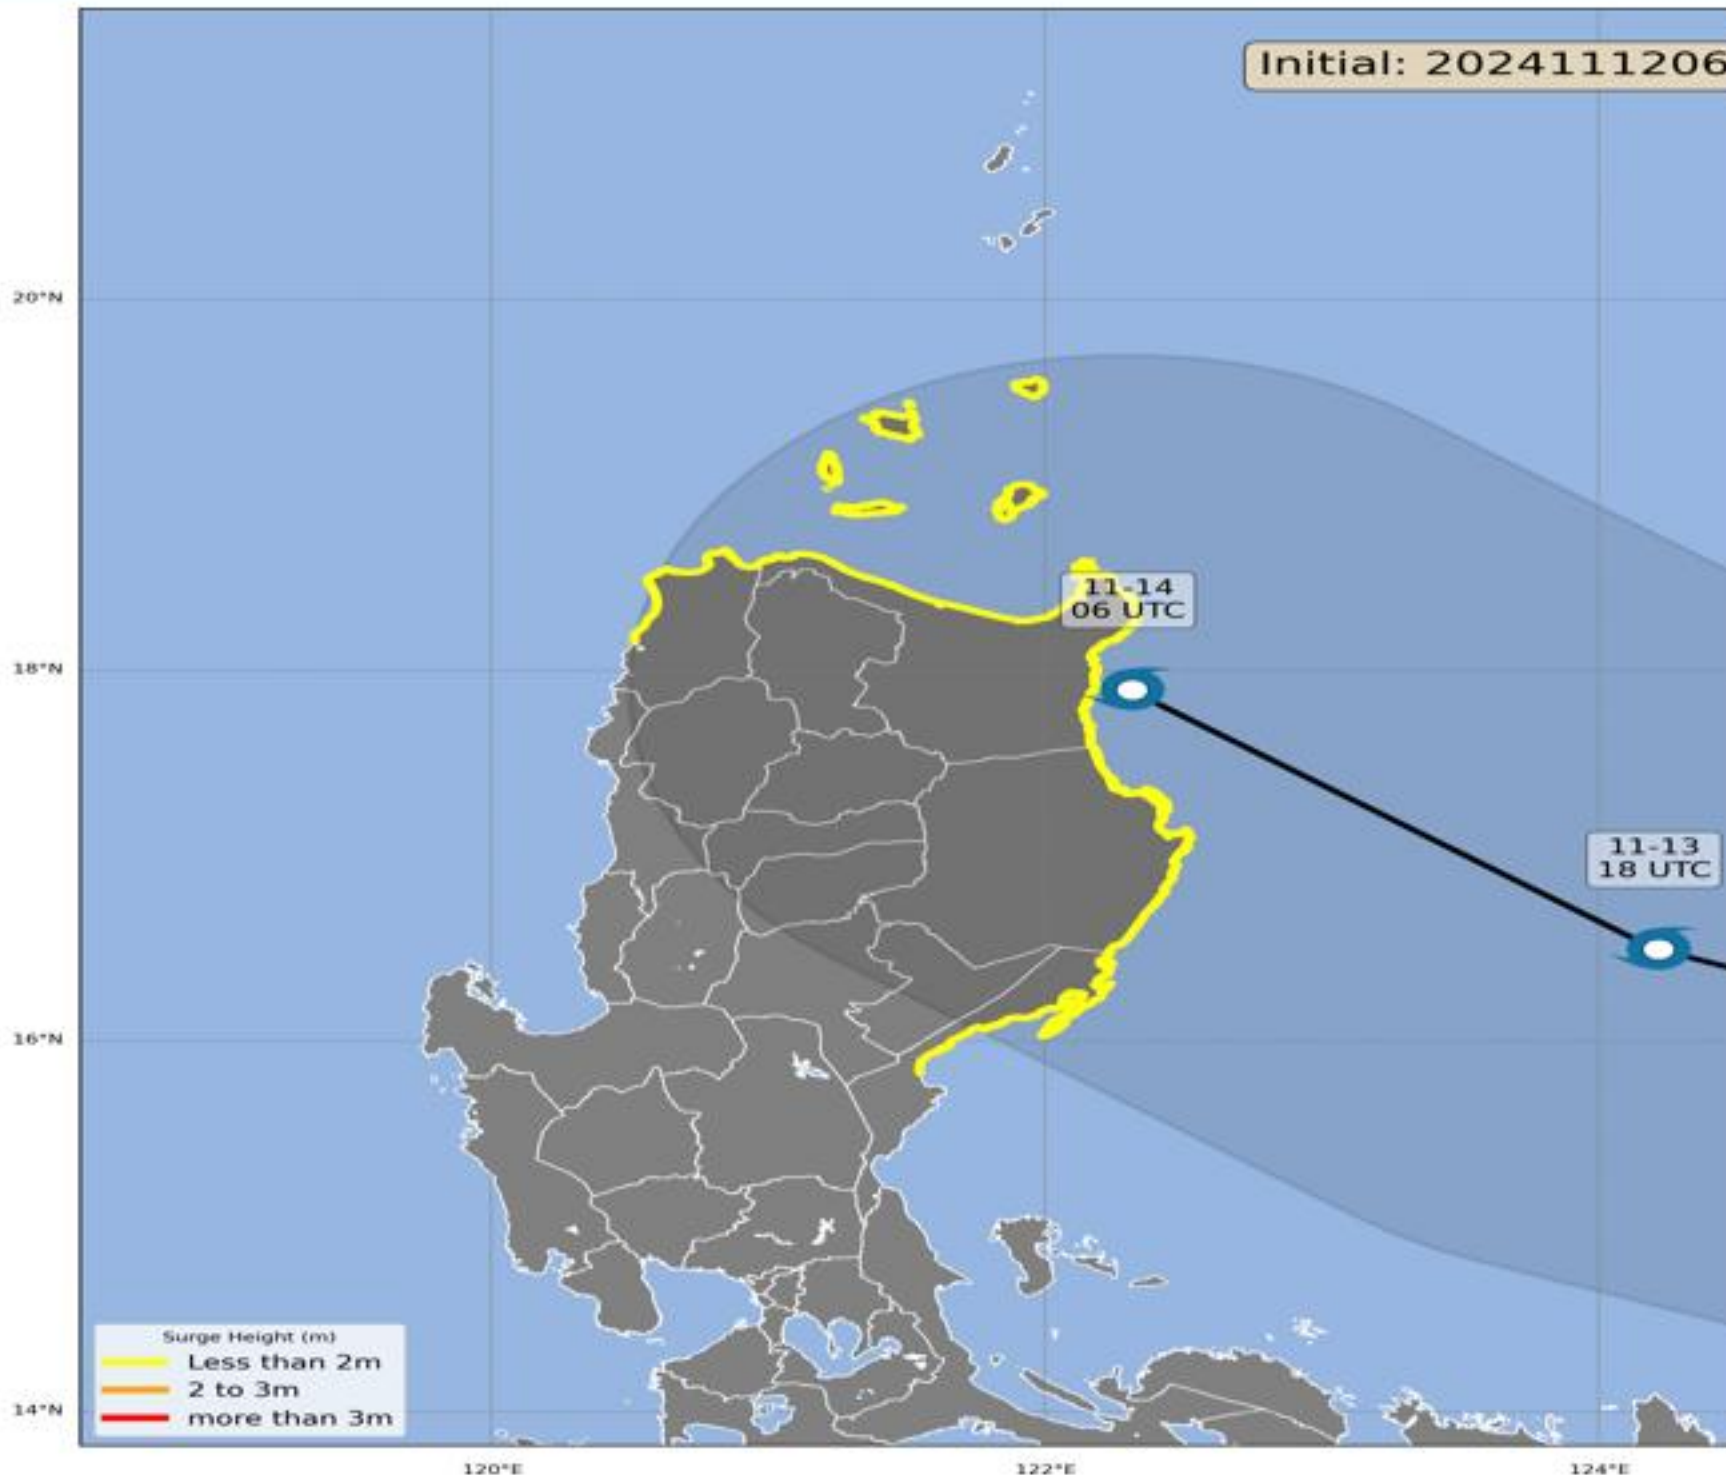 Initial: 2024111206
20°N
11-14
06 UTC
18°N
11-13
18 UTC
16°N
Surge Height (m)
Less than 2m
2 to 3m
more than 3m
14°N
120°E
122°E
124°E